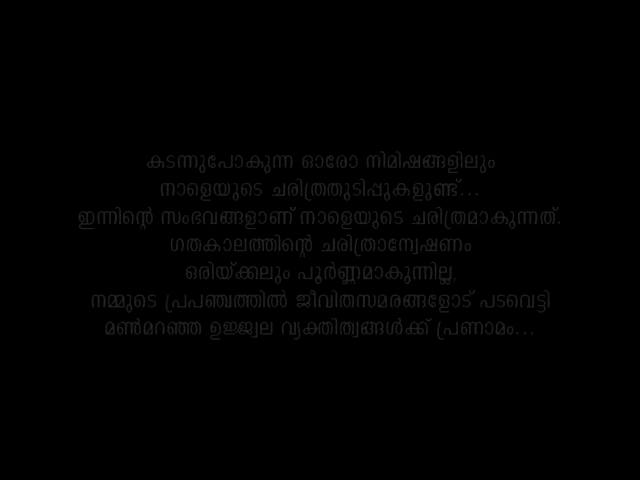 കടന്നുപോകുന്ന ഓരോ നിമിഷങ്ങളിലും
നാളെയുടെ ചരിത്രതുടിപ്പുകളുണ്ട്...
ഇന്നിന്റെ സംഭവങ്ങളാണ് നാളെയുടെ ചരിത്രമാകുന്നത്.
ഗതകാലത്തിന്റെ ചരിത്രാന്വേഷണം
ഒരിയ്ക്കലും പൂർണ്ണമാകുന്നില്ല,
നമ്മുടെ പ്രപഞ്ചത്തിൽ ജീവിതസമരങ്ങളോട് പടവെട്ടി
മൺമറഞ്ഞ ഉജ്ജ്വല വ്യക്തിത്വങ്ങൾക്ക് പ്രണാമം...